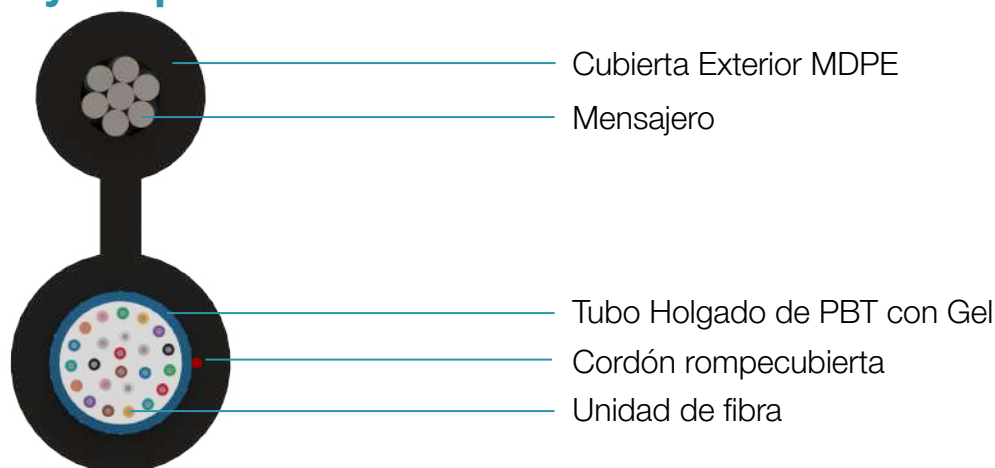 Cubierta Exterior MDPE
Mensajero
Tubo Holgado de PBT con Gel
Cordón rompecubierta
Unidad de fibra